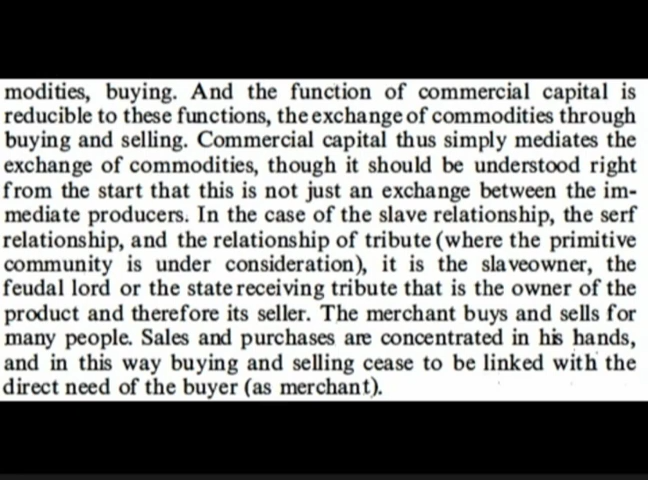 modities, buying. And the function of commercial capital is
reducible to these functions, the exchange of commodities through
buying and selling. Commercial capital thus simply mediates the
exchange of commodities, though it should be understood right
from the start that this is not just an exchange between the im-
mediate producers. In the case of the slave relationship, the serf
relationship, and the relationship of tribute (where the primitive
community is under consideration), it is the slaveowner, the
feudal lord or the state receiving tribute that is the owner of the
product and therefore its seller. The merchant buys and sells for
many people. Sales and purchases are concentrated in his hands,
and in this way buying and selling cease to be linked with the
direct need of the buyer (as merchant).